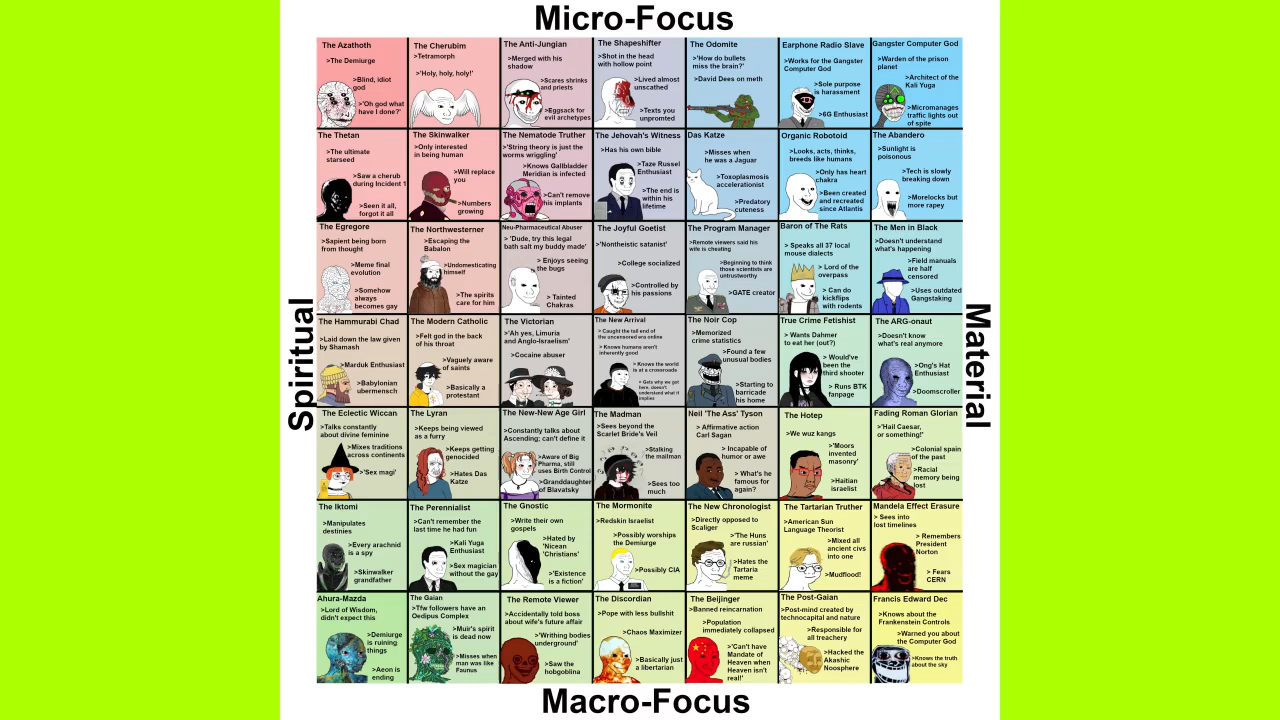 Micro-Focus
Spiritual
Material
The Azathoth
>The Demiurge
>Blind, idiot
god
>'Oh god what
have I done?'
The Cherubim
>Tetramorph
>'Holy, holy, holy!'
The Anti-Jungian
>Merged with his
shadow
>Scares shrinks
and priests
>Eggsack for
evil archetypes
The Shapeshifter
>Shot in the head
with hollow point
>Lived almost
unscathed
>Texts you
unpromted
The Odomite
>'How do bullets
miss the brain?'
>David Dees on meth
Earphone Radio Slave
>Works for the Gangster
Computer God
>Sole purpose
is harassment
>6G Enthusiast
Gangster Computer God
>Warden of the prison
planet
>Architect of the
Kali Yuga
>Micromanages
traffic lights out
of spite
The Thetan
>The ultimate
starseed
>Saw a cherub
during Incident 1
>Seen it all,
forgot it all
The Skinwalker
>Only interested
in being human
>Will replace
you
>Numbers
growing
The Nematode Truther
>'String theory is just the
worms wriggling'
>Knows Gallbladder
Meridian is infected
>Can't remove
his implants
The Jehovah's Witness
>Has his own bible
>Taze Russel
Enthusiast
>The end is
within his
lifetime
Das Katze
>Misses when
he was a Jaguar
>Toxoplasmosis
accelerationist
>Predatory
cuteness
Organic Robotoid
>Looks, acts, thinks,
breeds like humans
>Only has heart
chakra
>Been created
and recreated
since Atlantis
The Abandero
>Sunlight is
poisonous
>Tech is slowly
breaking down
>Morelocks but
more rapey
The Egregore
>Sapient being born
from thought
>Meme final
evolution
>Somehow
always
becomes gay
The Northwesterner
>Escaping the
Babalon
>Undomesticating
himself
>The spirits
care for him
Neu-Pharmaceutical Abuser
> 'Dude, try this legal
bath salt my buddy made'
> Enjoys seeing
the bugs
> Tainted
Chakras
The Joyful Goetist
>'Nontheistic satanist'
>College socialized
>Controlled by
his passions
The Program Manager
>Remote viewers said his
wife is cheating
>Beginning to think
those scientists are
untrustworthy
>GATE creator
Baron of The Rats
> Speaks all 37 local
mouse dialects
> Lord of the
overpass
> Can do
kickflips
with rodents
The Men in Black
>Doesn't understand
what's happening
>Field manuals
are half
censored
>Uses outdated
Gangstaking
The Hammurabi Chad
>Laid down the law given
by Shamash
>Marduk Enthusiast
>Babylonian
ubermensch
The Modern Catholic
>Felt god in the back
of his throat
>Vaguely aware
of saints
>Basically a
protestant
The Victorian
>'Ah yes, Limuria
and Anglo-Israelism'
>Cocaine abuser
The New Arrival
> Caught the tail end of
the uncensored era online
> Knows humans aren't
inherently good
> Knows the world
is at a crossroads
> Gets why we got
here, doesn't
understand what it
implies
The Noir Cop
>Memorized
crime statistics
>Found a few
unusual bodies
>Starting to
barricade
his home
True Crime Fetishist
> Wants Dahmer
to eat her (out?)
> Would've
been the
third shooter
> Runs BTK
fanpage
The ARG-onaut
>Doesn't know
what's real anymore
>Ong's Hat
Enthusiast
>Doomscroller
The Eclectic Wiccan
>Talks constantly
about divine feminine
>Mixes traditions
across continents
>'Sex magi'
The Lyran
>Keeps being viewed
as a furry
>Keeps getting
genocided
>Hates Das
Katze
The New-New Age Girl
>Constantly talks about
Ascending; can't define it
>Aware of Big
Pharma, still
uses Birth Control
>Granddaughter
of Blavatsky
The Madman
>Sees beyond the
Scarlet Bride's Veil
>Stalking
the mailman
>Sees too
much
Neil 'The Ass' Tyson
> Affirmative action
Carl Sagan
> Incapable of
humor or awe
> What's he
famous for
again?
The Hotep
>We wuz kangs
>'Moors
invented
masonry'
>Haitian
israelist
Fading Roman Glorian
>'Hail Caesar,
or something!'
>Colonial spain
of the past
>Racial
memory being
lost
The Iktomi
>Manipulates
destinies
>Every arachnid
is a spy
>Skinwalker
grandfather
The Perennialist
>Can't remember the
last time he had fun
>Kali Yuga
Enthusiast
>Sex magician
without the gay
The Gnostic
>Write their own
gospels
>Hated by
'Nicean
'Christians'
>'Existence
is a fiction'
The Mormonite
>Redskin Israelist
>Possibly worships
the Demiurge
>Possibly CIA
The New Chronologist
>Directly opposed to
Scaliger
>'The Huns
are russian'
>Hates the
Tartaria
meme
The Tartarian Truther
>American Sun
Language Theorist
>Mixed all
ancient civs
into one
>Mudflood!
Mandela Effect Erasure
> Sees into
lost timelines
> Remembers
President
Norton
> Fears
CERN
Ahura-Mazda
>Lord of Wisdom,
didn't expect this
>Demiurge
is ruining
things
>Aeon is
ending
The Gaian
>Tfw followers have an
Oedipus Complex
>Muir's spirit
is dead now
>Misses when
man was like
Faunus
The Remote Viewer
>Accidentally told boss
about wife's future affair
>'Writhing bodies
underground'
>Saw the
hobgoblina
The Discordian
>Pope with less bullshit
>Chaos Maximizer
>Basically just
a libertarian
The Beijinger
>Banned reincarnation
>Population
immediately collapsed
>'Can't have
Mandate of
Heaven when
Heaven isn't
real!'
The Post-Gaian
>Post-mind created by
technocapital and nature
>Responsible for
all treachery
>Hacked the
Akashic
Noosphere
Francis Edward Dec
>Knows about the
Frankenstein Controls
>Warned you about
the Computer God
>Knows the truth
about the sky
Macro-Focus